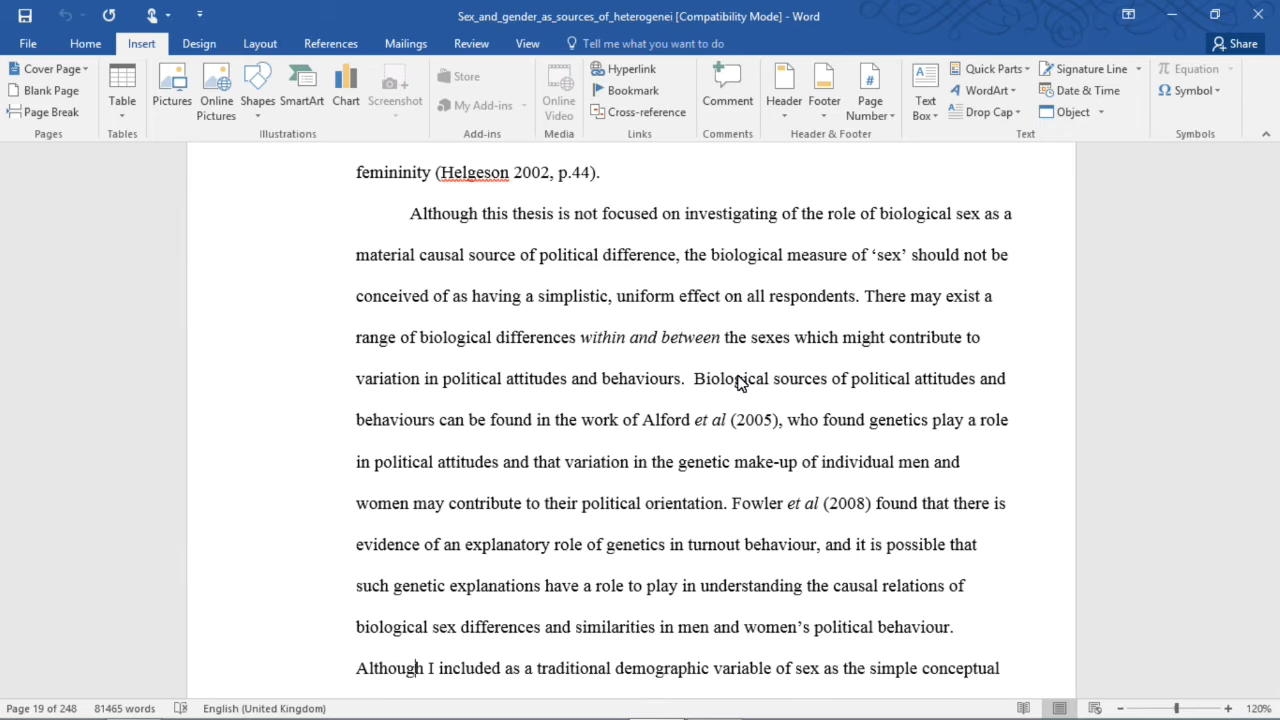 Sex_and_gender_as_sources_of_heterogenei [Compatibility Mode] - Word
File Home Insert Design Layout References Mailings Review View Tell me what you want to do Share
Cover Page
Blank Page
Page Break
Pages
Table
Tables
Pictures
Online Pictures
Shapes
SmartArt
Chart
Screenshot
Illustrations
Store
My Add-ins
Add-ins
Online Video
Media
Hyperlink
Bookmark
Cross-reference
Links
Comment
Comments
Header
Footer
Page Number
Header & Footer
Text Box
Quick Parts
WordArt
Drop Cap
Signature Line
Date & Time
Object
Text
Equation
Symbol
Symbols
femininity (Helgeson 2002, p.44).
Although this thesis is not focused on investigating of the role of biological sex as a
material causal source of political difference, the biological measure of ‘sex’ should not be
conceived of as having a simplistic, uniform effect on all respondents. There may exist a
range of biological differences within and between the sexes which might contribute to
variation in political attitudes and behaviours.  Biological sources of political attitudes and
behaviours can be found in the work of Alford et al (2005), who found genetics play a role
in political attitudes and that variation in the genetic make-up of individual men and
women may contribute to their political orientation. Fowler et al (2008) found that there is
evidence of an explanatory role of genetics in turnout behaviour, and it is possible that
such genetic explanations have a role to play in understanding the causal relations of
biological sex differences and similarities in men and women’s political behaviour.
Although I included as a traditional demographic variable of sex as the simple conceptual
Page 19 of 248 81465 words English (United Kingdom) 120%